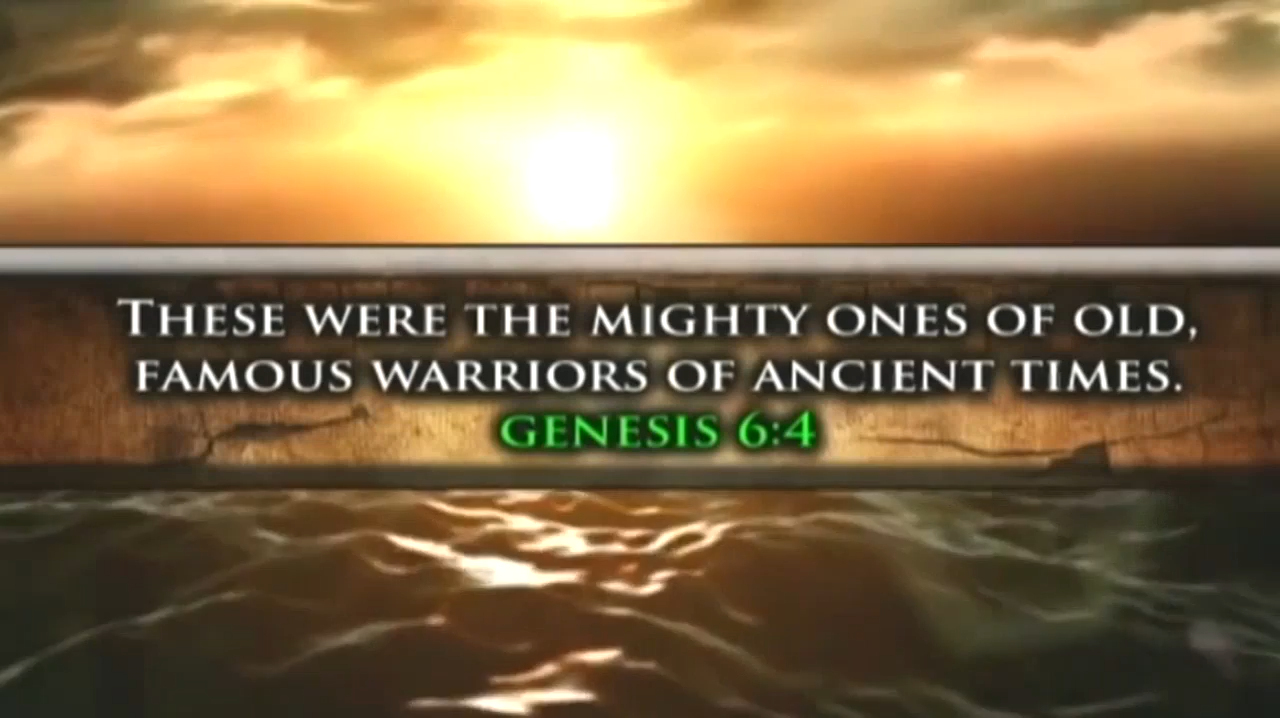 THESE WERE THE MIGHTY ONES OF OLD,
FAMOUS WARRIORS OF ANCIENT TIMES.
GENESIS 6:4